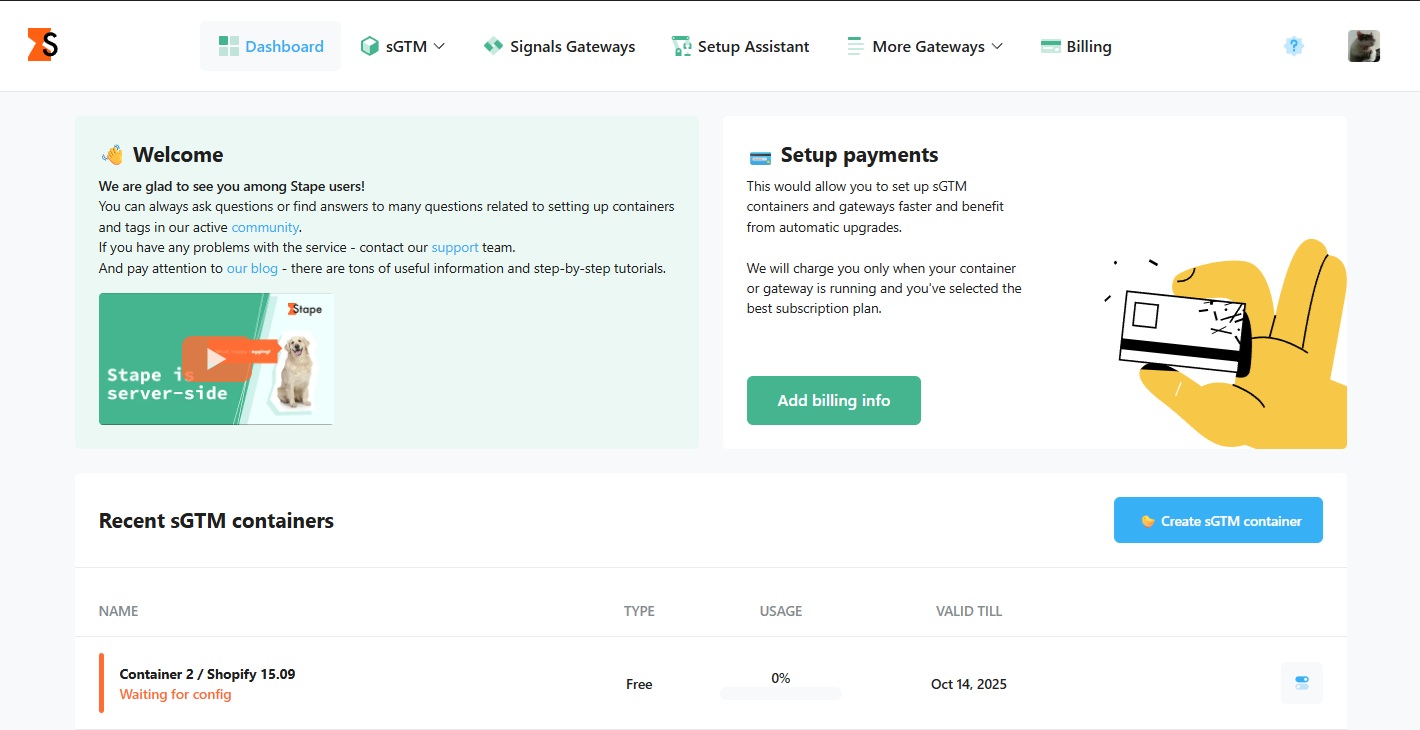 S
Dashboard
sGTM
Signals Gateways
Setup Assistant
More Gateways
Billing
?
Welcome
We are glad to see you among Stape users!
You can always ask questions or find answers to many questions related to setting up containers
and tags in our active community.
If you have any problems with the service - contact our support team.
And pay attention to our blog - there are tons of useful information and step-by-step tutorials.
Stape
Stape is
server-side
Setup payments
This would allow you to set up sGTM
containers and gateways faster and benefit
from automatic upgrades.
We will charge you only when your container
or gateway is running and you've selected the
best subscription plan.
Add billing info
Recent sGTM containers
Create sGTM container
NAME
TYPE
USAGE
VALID TILL
Container 2 / Shopify 15.09
Waiting for config
Free
0%
Oct 14, 2025